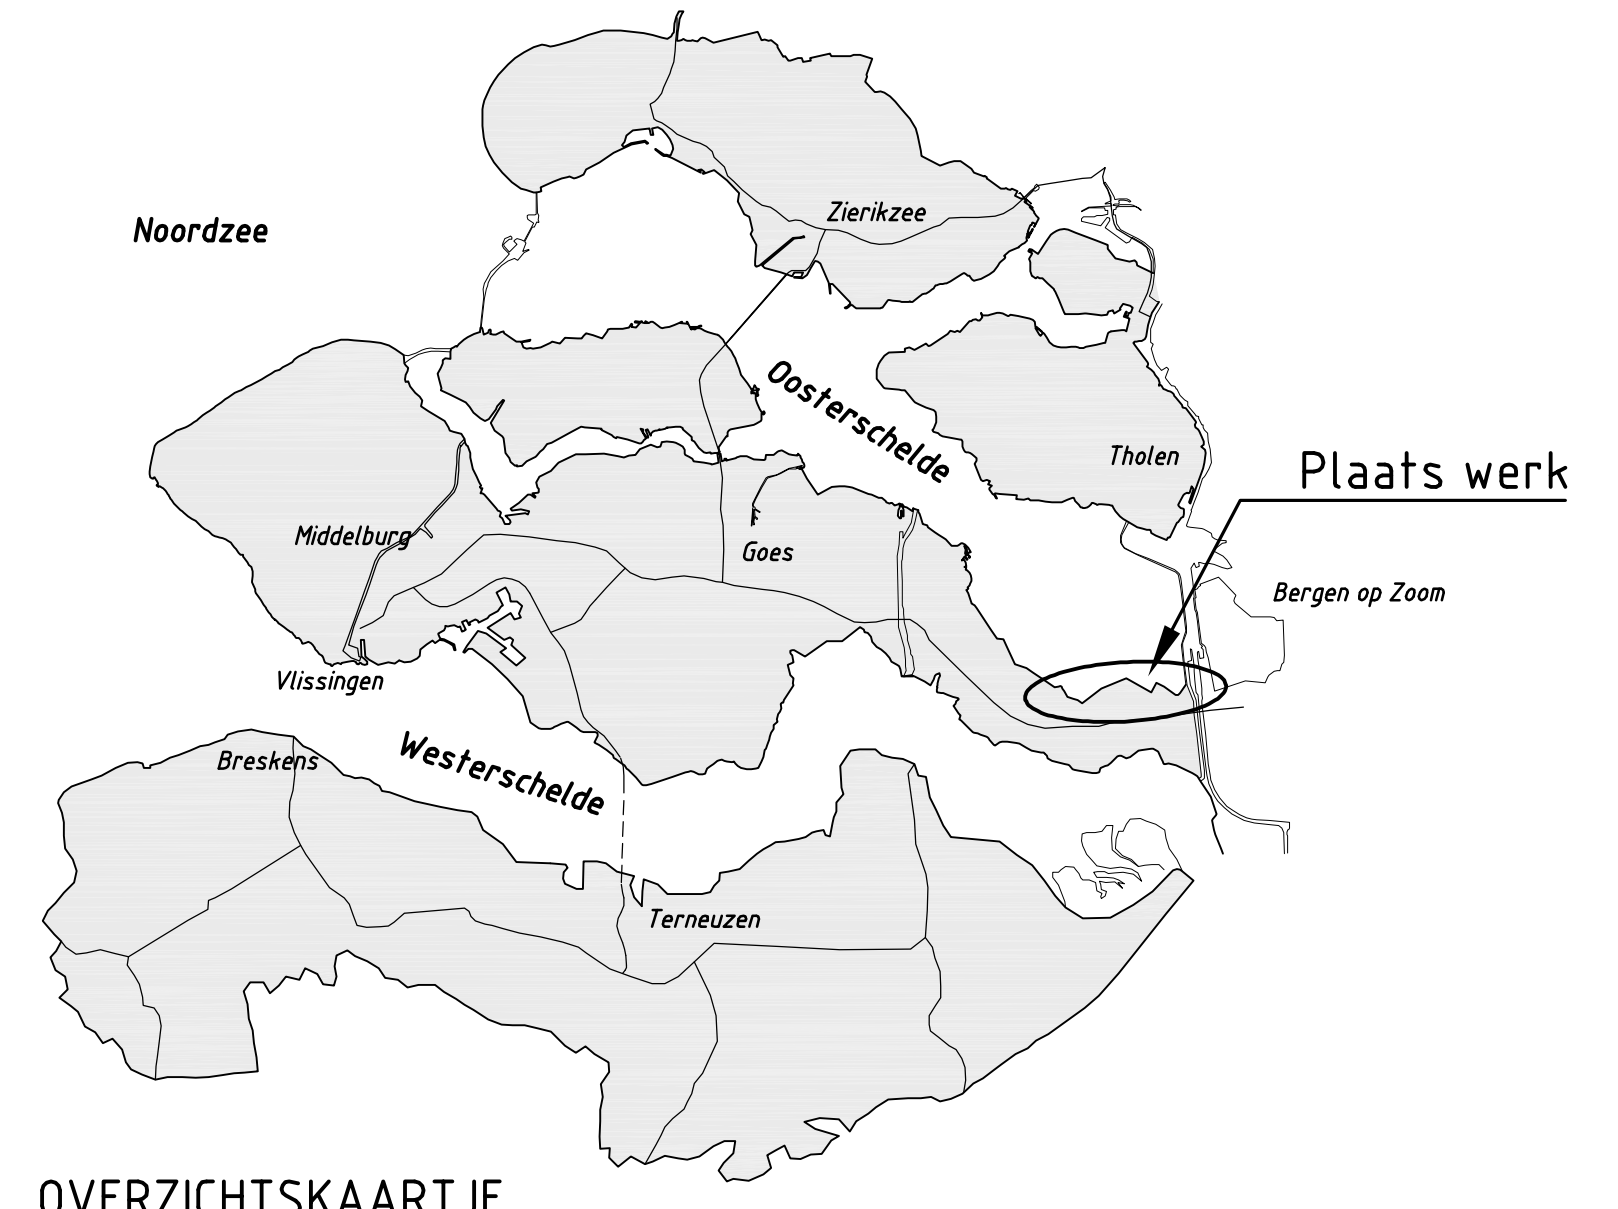 Noordzee
Zierikzee
Oosterschelde
Tholen
Plaats werk
Middelburg
Goes
Bergen op Zoom
Vlissingen
Westerschelde
Breskens
Terneuzen
OVERZICHTSKAARTJE